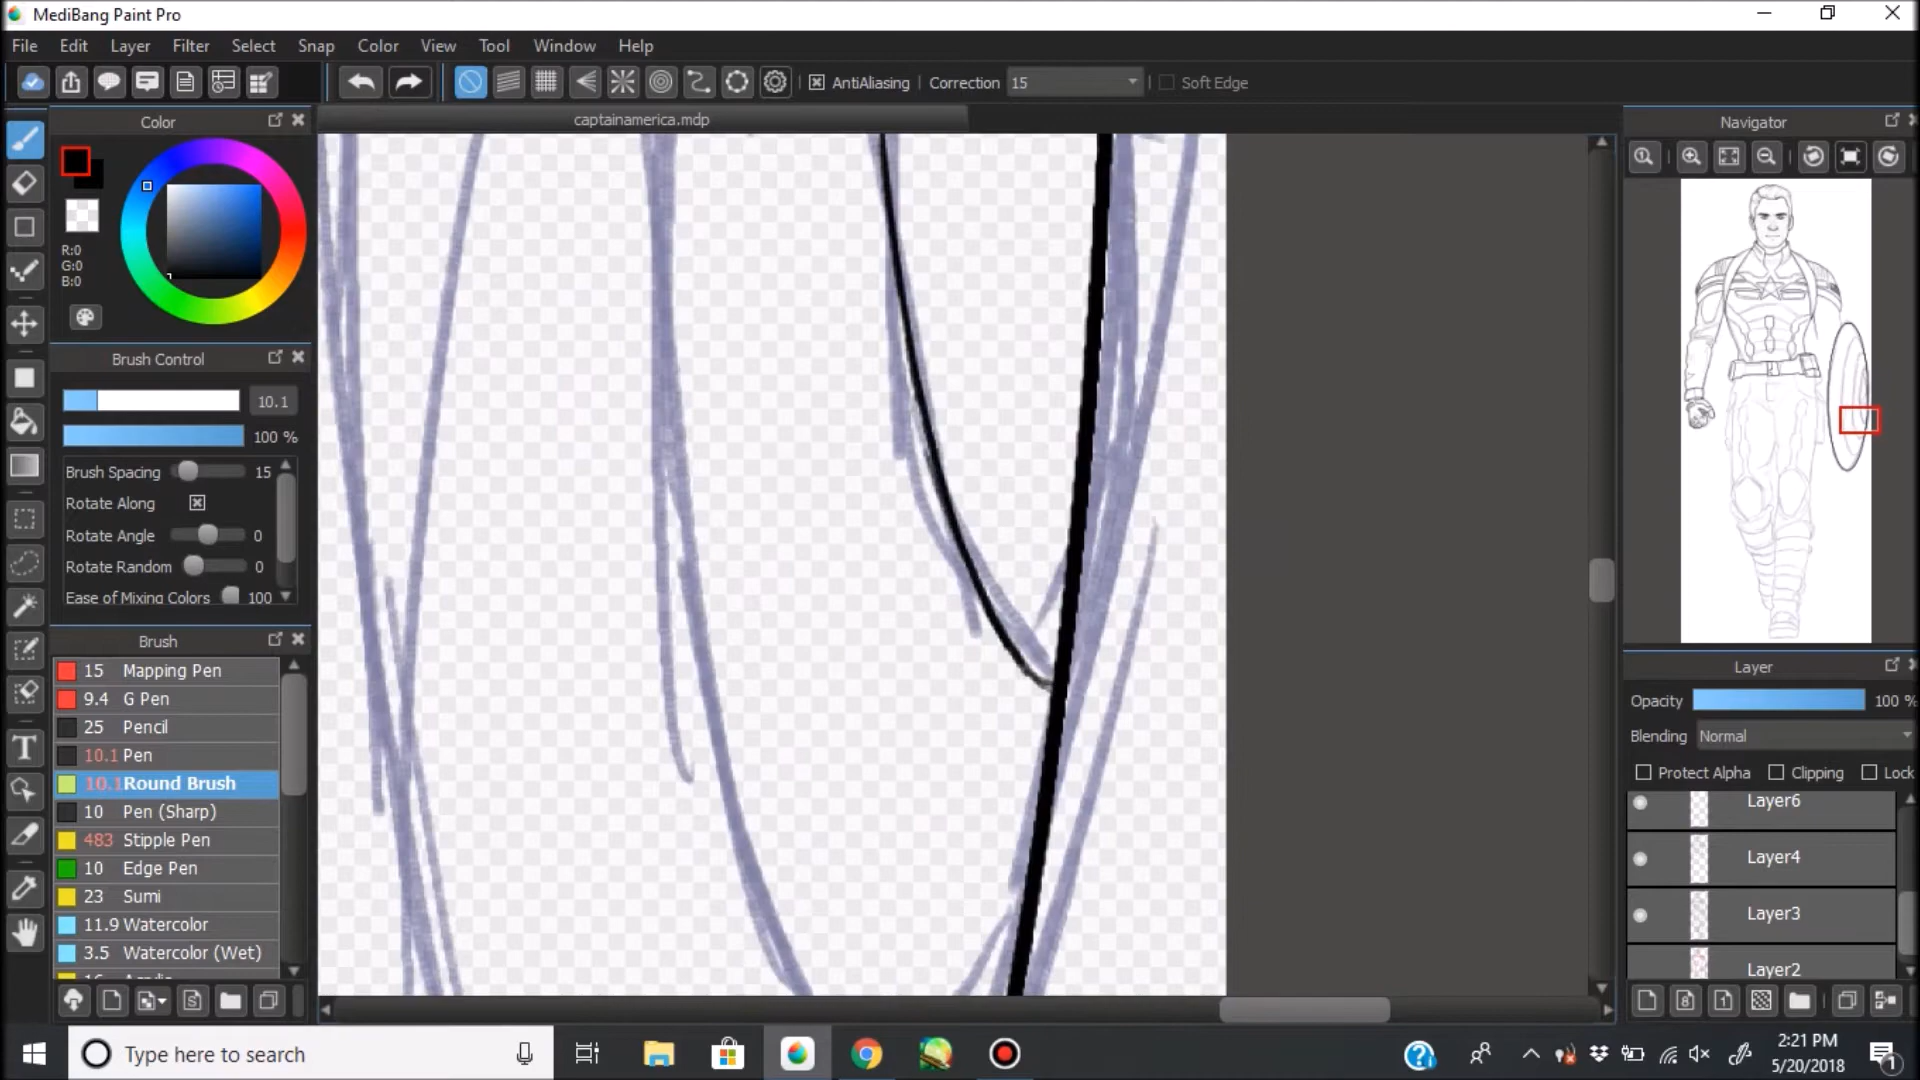 MediBang Paint Pro
File Edit Layer Filter Select Snap Color View Tool Window Help
AntiAliasing Correction 15 Soft Edge
captainamerica.mdp
Color
R:0
G:0
B:0
Brush Control
10.1
100 %
Brush Spacing 15
Rotate Along
Rotate Angle 0
Rotate Random 0
Ease of Mixing Colors 100
Brush
15 Mapping Pen
9.4 G Pen
25 Pencil
10.1 Pen
10.1 Round Brush
10 Pen (Sharp)
483 Stipple Pen
10 Edge Pen
23 Sumi
11.9 Watercolor
3.5 Watercolor (Wet)
Navigator
Layer
Opacity 100 %
Blending Normal
Protect Alpha Clipping Lock
Layer6
Layer4
Layer3
Layer2
Type here to search
2:21 PM
5/20/2018
1